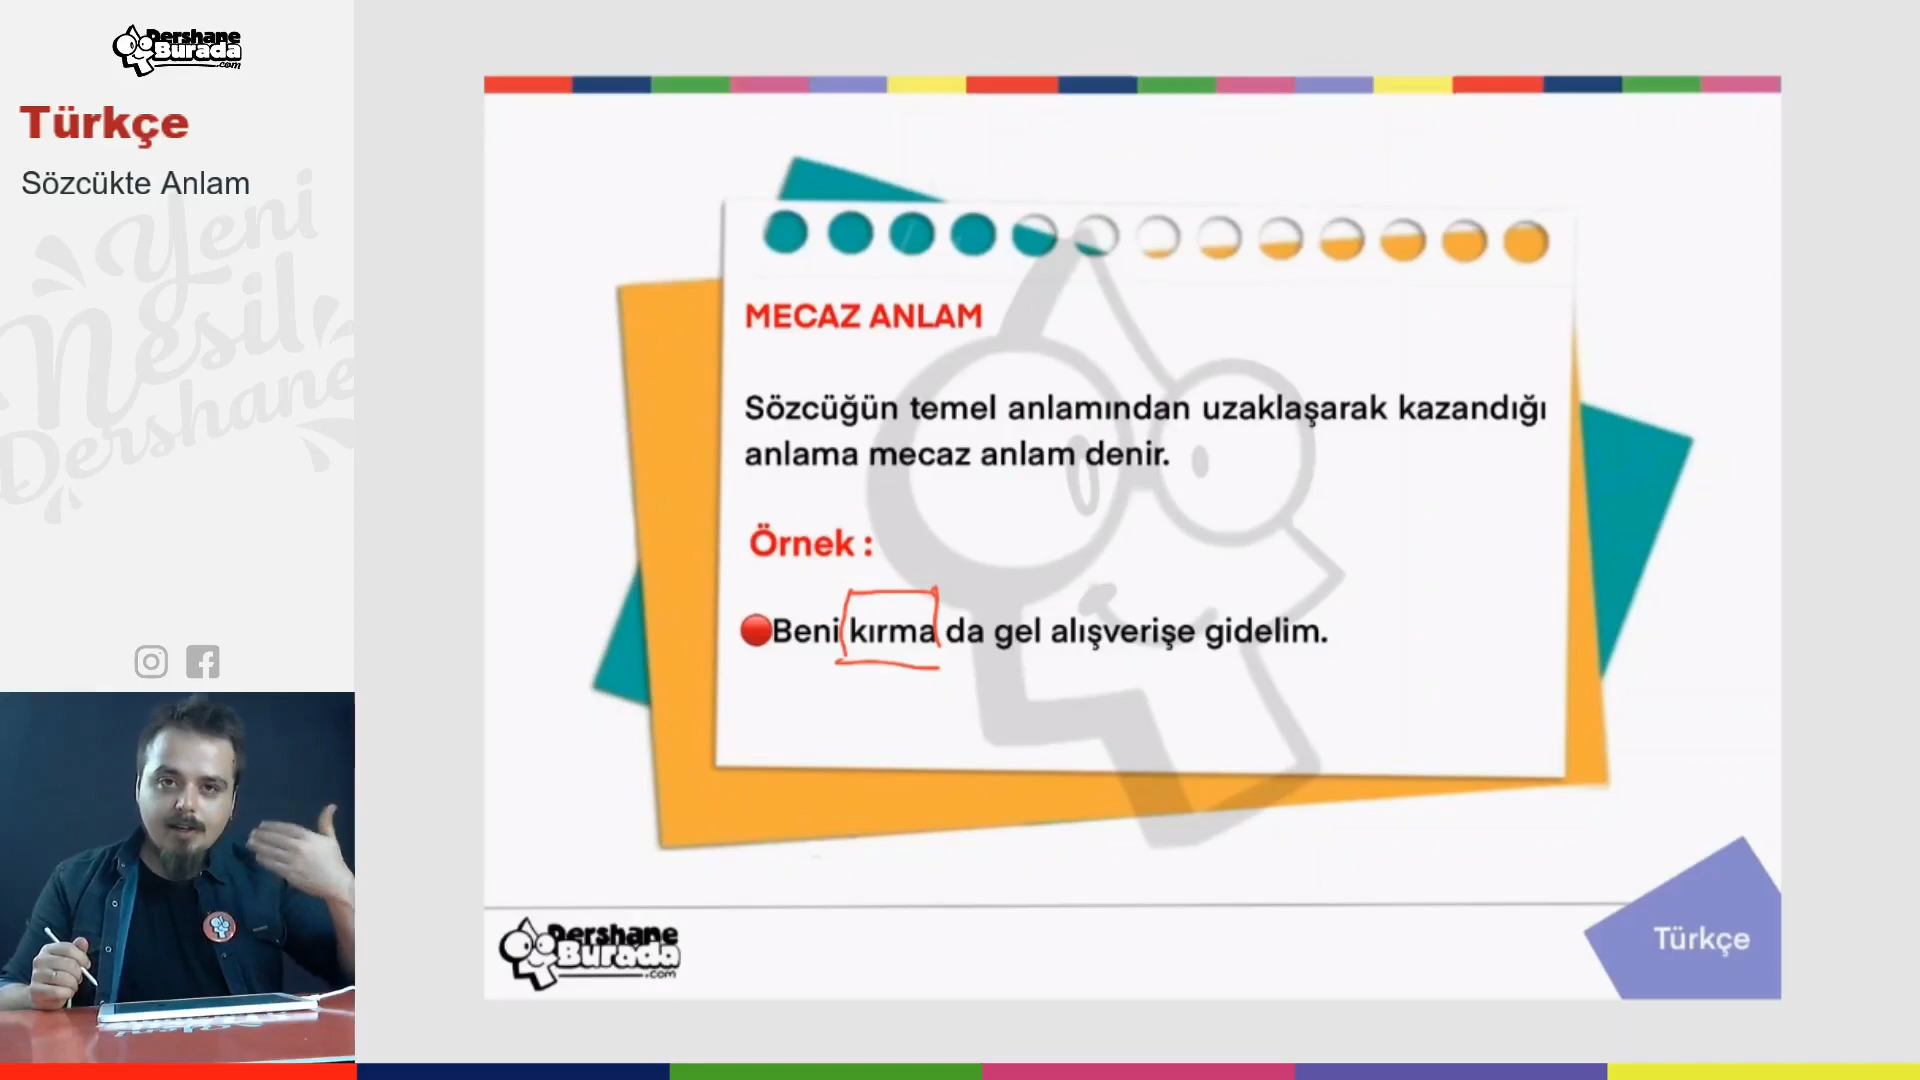 Dershane
Burada
.com
Türkçe
Sözcükte Anlam
Yeni
Nesil
Dershane
MECAZ ANLAM
Sözcüğün temel anlamından uzaklaşarak kazandığı
anlama mecaz anlam denir.
Örnek :
Beni kırma da gel alışverişe gidelim.
Dershane
Burada
.com
Türkçe